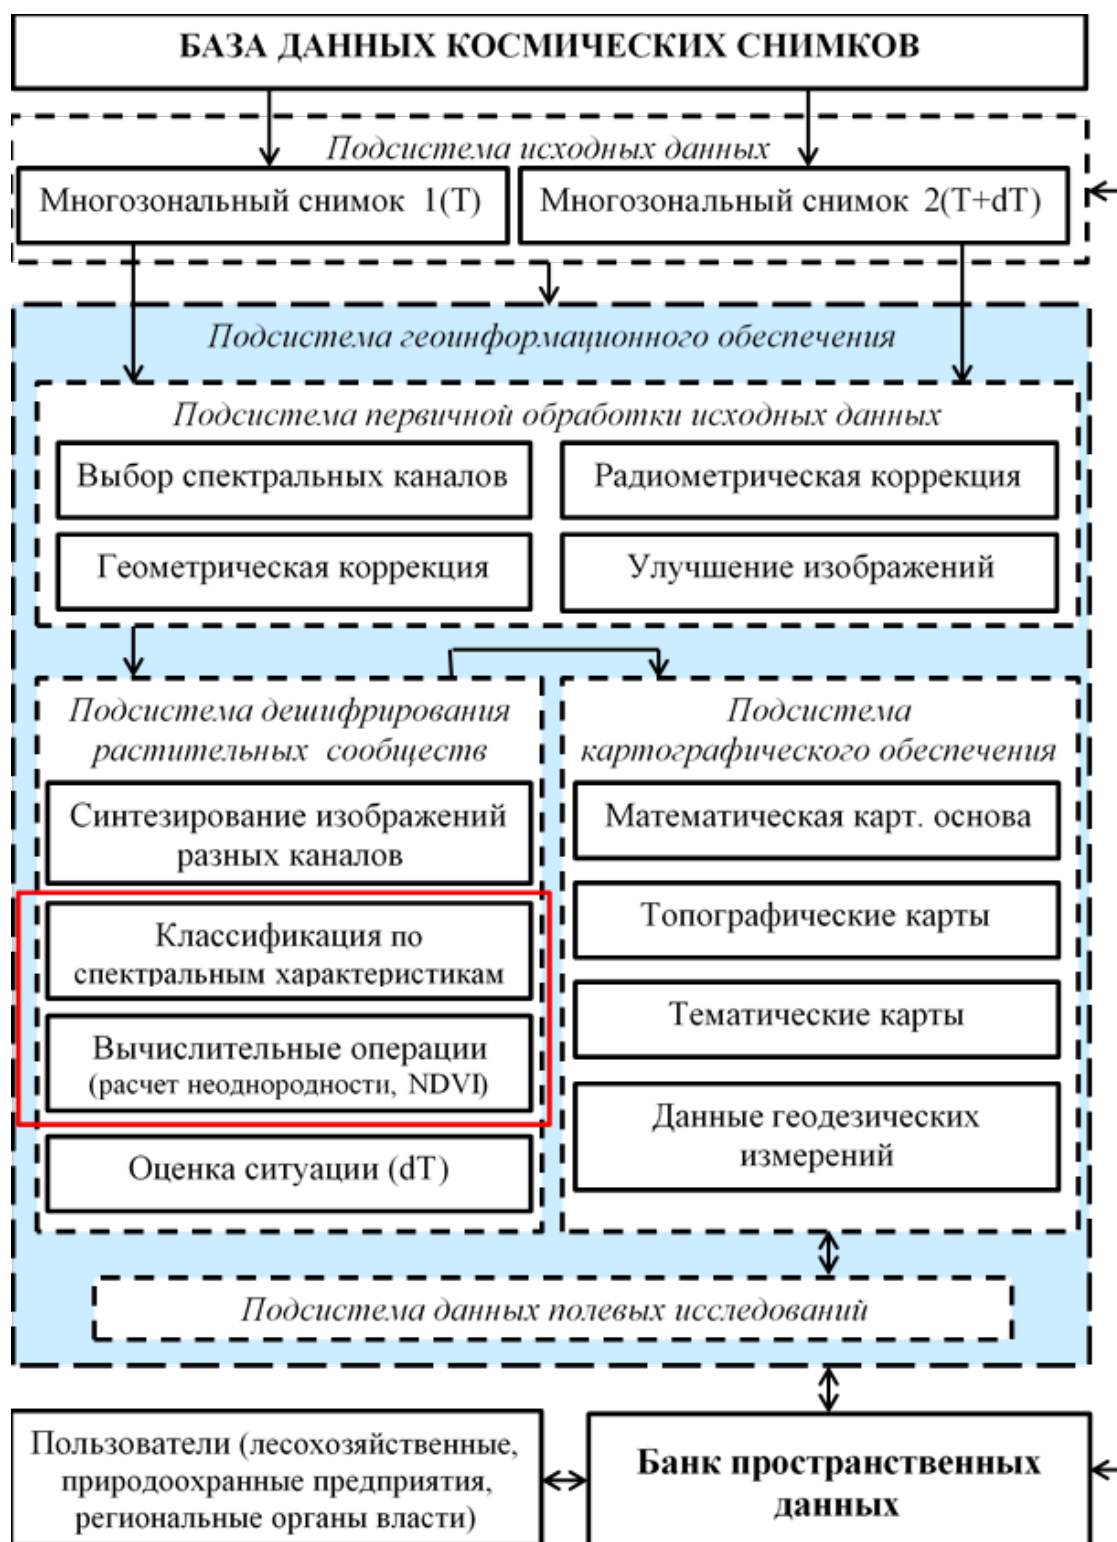 БАЗА ДАННЫХ КОСМИЧЕСКИХ СНИМКОВ
Подсистема исходных данных
Многозональный снимок 1(T)
Многозональный снимок 2(T+dT)
Подсистема геоинформационного обеспечения
Подсистема первичной обработки исходных данных
Выбор спектральных каналов
Радиометрическая коррекция
Геометрическая коррекция
Улучшение изображений
Подсистема дешифрирования
растительных сообществ
Синтезирование изображений
разных каналов
Классификация по
спектральным характеристикам
Вычислительные операции
(расчет неоднородности, NDVI)
Оценка ситуации (dT)
Подсистема
картографического обеспечения
Математическая карт. основа
Топографические карты
Тематические карты
Данные геодезических
измерений
Подсистема данных полевых исследований
Пользователи (лесохозяйственные,
природоохранные предприятия,
региональные органы власти)
Банк пространственных
данных